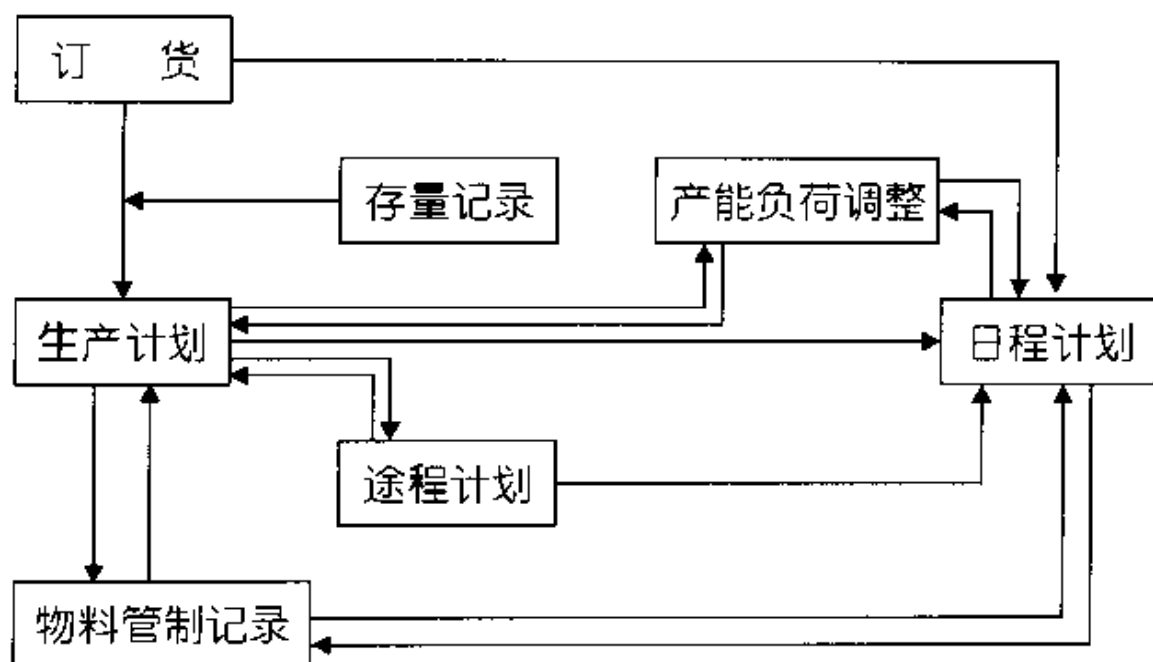 订 货
存量记录
产能负荷调整
生产计划
日程计划
途程计划
物料管制记录